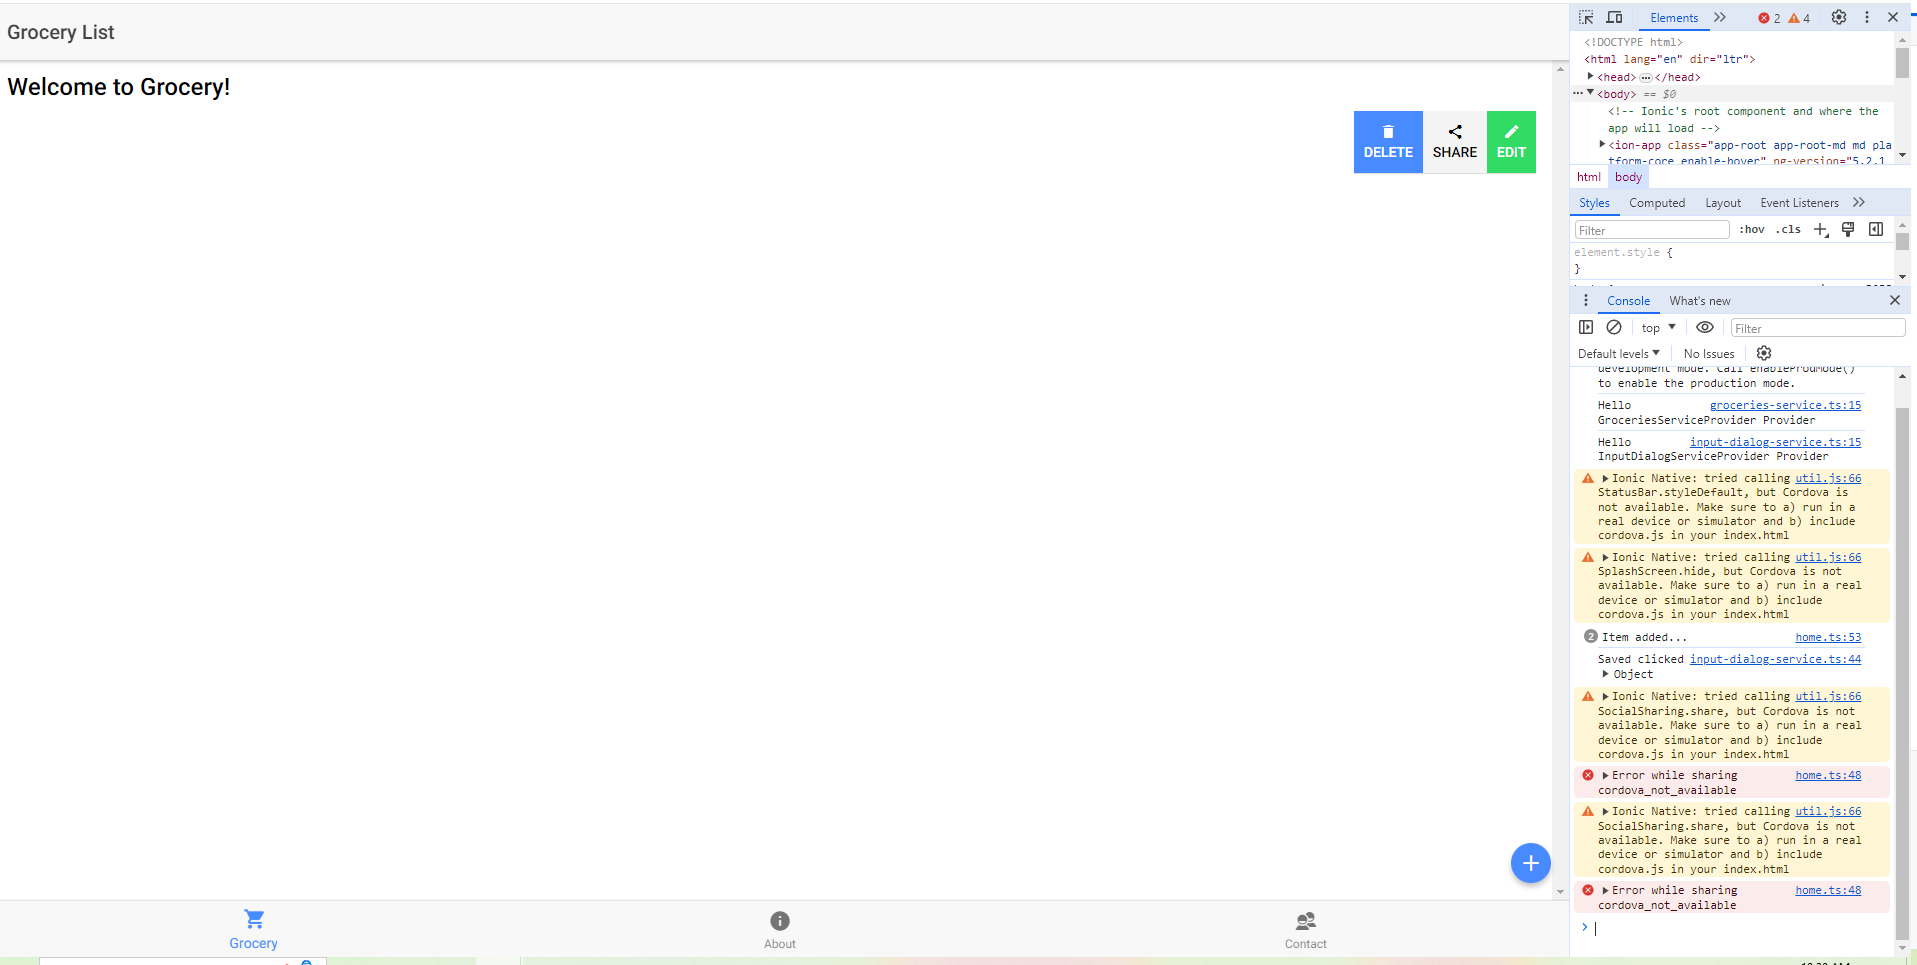 Grocery List
Welcome to Grocery!
DELETE
SHARE
EDIT
Grocery
About
Contact
Elements
2
4
<!DOCTYPE html>
<html lang="en" dir="ltr">
<head> ⋯ </head>
<body> == $0
<!-- Ionic's root component and where the
app will load -->
<ion-app class="app-root app-root-md md pla
tform-core enable-hover" ng-version="5.2.1
html body
Styles Computed Layout Event Listeners
Filter
:hov .cls
element.style {
}
Console What's new
top
Filter
Default levels
No Issues
development mode. Call enableProdMode()
to enable the production mode.
Hello groceries-service.ts:15
GroceriesServiceProvider Provider
Hello input-dialog-service.ts:15
InputDialogServiceProvider Provider
Ionic Native: tried calling util.js:66
StatusBar.styleDefault, but Cordova is
not available. Make sure to a) run in a
real device or simulator and b) include
cordova.js in your index.html
Ionic Native: tried calling util.js:66
SplashScreen.hide, but Cordova is not
available. Make sure to a) run in a real
device or simulator and b) include
cordova.js in your index.html
2 Item added... home.ts:53
Saved clicked input-dialog-service.ts:44
Object
Ionic Native: tried calling util.js:66
SocialSharing.share, but Cordova is not
available. Make sure to a) run in a real
device or simulator and b) include
cordova.js in your index.html
Error while sharing home.ts:48
cordova_not_available
Ionic Native: tried calling util.js:66
SocialSharing.share, but Cordova is not
available. Make sure to a) run in a real
device or simulator and b) include
cordova.js in your index.html
Error while sharing home.ts:48
cordova_not_available